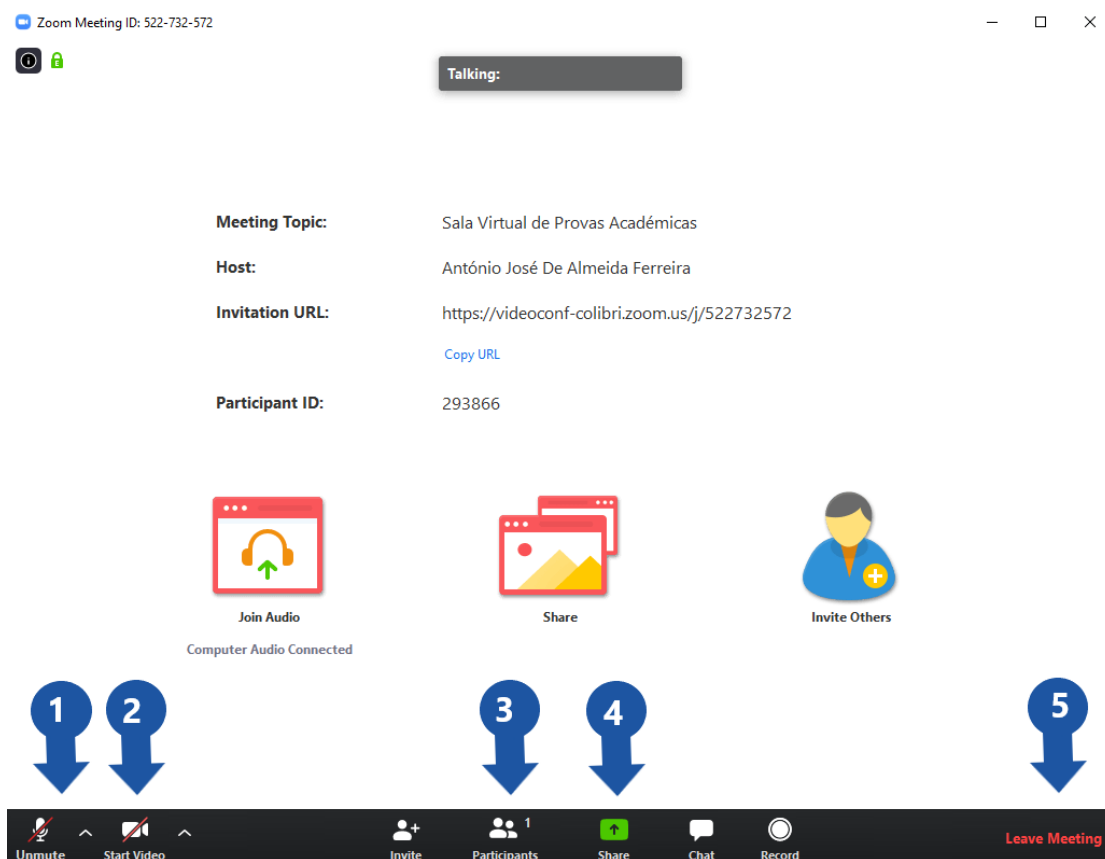 Zoom Meeting ID: 522-732-572
Talking:
Meeting Topic: Sala Virtual de Provas Académicas
Host: António José De Almeida Ferreira
Invitation URL: https://videoconf-colibri.zoom.us/j/522732572
Copy URL
Participant ID: 293866
Join Audio Share Invite Others
Computer Audio Connected
1 2 3 4 5
1
Unmute Start Video Invite Participants Share Chat Record Leave Meeting